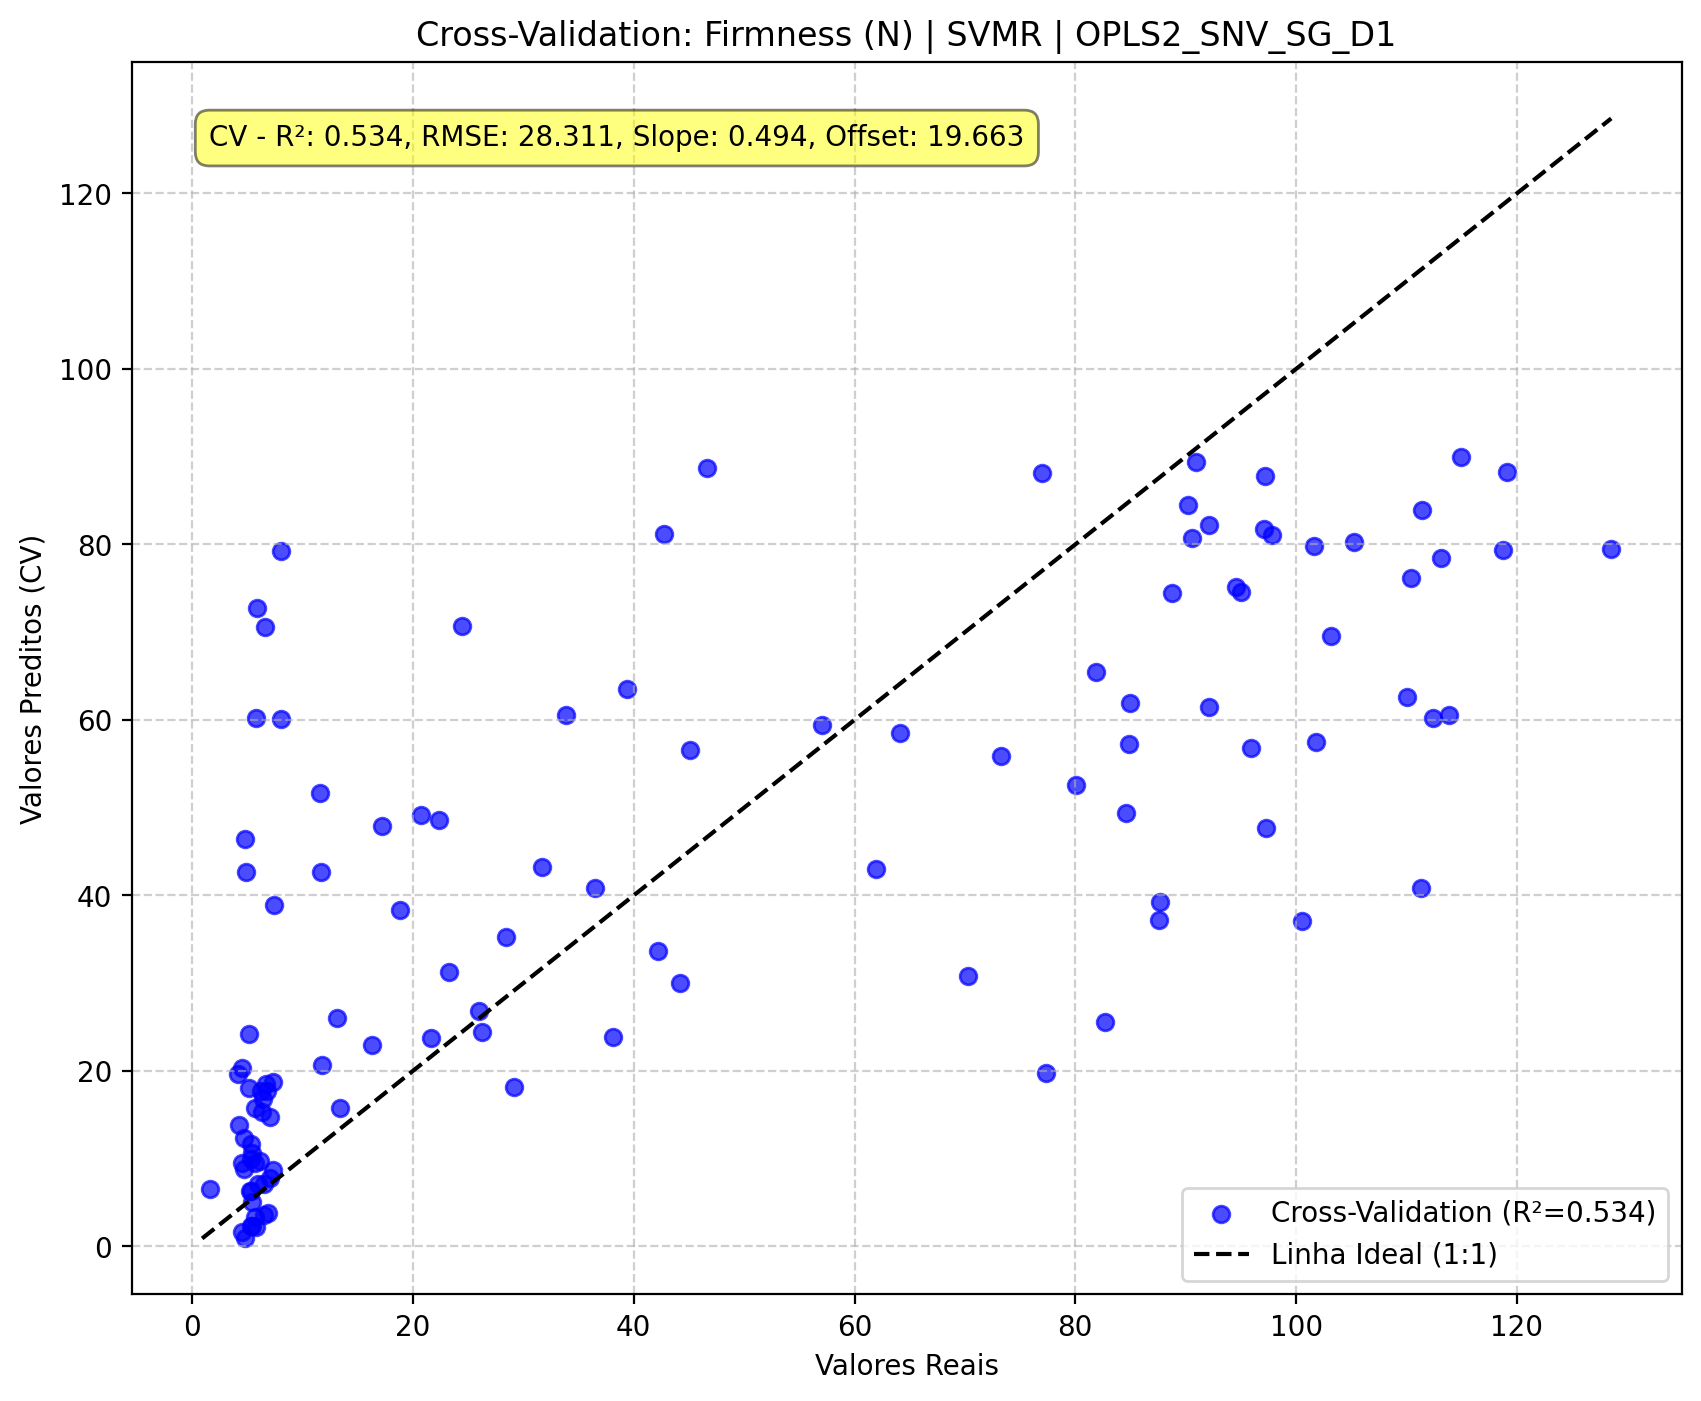 Cross-Validation: Firmness (N) | SVMR | OPLS2_SNV_SG_D1
CV - R²: 0.534, RMSE: 28.311, Slope: 0.494, Offset: 19.663
Valores Preditos (CV)
120
100
80
60
40
20
0
0 20 40 60 80 100 120
Valores Reais
Cross-Validation (R²=0.534)
Linha Ideal (1:1)